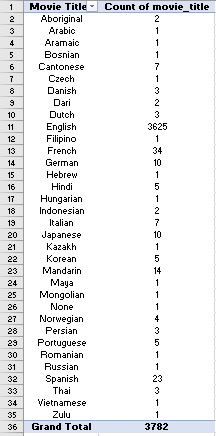 1 Movie Title Count of movie_title
2 Aboriginal 2
3 Arabic 1
4 Aramaic 1
5 Bosnian 1
6 Cantonese 7
7 Czech 1
8 Danish 3
9 Dari 2
10 Dutch 3
11 English 3625
12 Filipino 1
13 French 34
14 German 10
15 Hebrew 1
16 Hindi 5
17 Hungarian 1
18 Indonesian 2
19 Italian 7
20 Japanese 10
21 Kazakh 1
22 Korean 5
23 Mandarin 14
24 Maya 1
25 Mongolian 1
26 None 1
27 Norwegian 4
28 Persian 3
29 Portuguese 5
30 Romanian 1
31 Russian 1
32 Spanish 23
33 Thai 3
34 Vietnamese 1
35 Zulu 1
36 Grand Total 3782